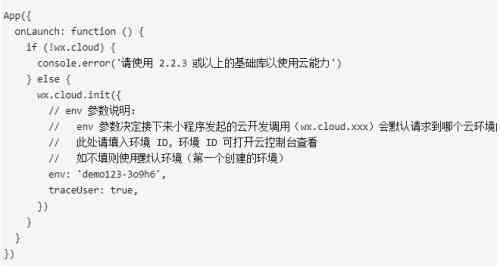 App({
  onLaunch: function () {
    if (!wx.cloud) {
      console.error('请使用 2.2.3 或以上的基础库以使用云能力')
    } else {
      wx.cloud.init({
        // env 参数说明：
        //   env 参数决定接下来小程序发起的云开发调用（wx.cloud.xxx）会默认请求到哪个云环境的
        //   此处请填入环境 ID, 环境 ID 可打开云控制台查看
        //   如不填则使用默认环境（第一个创建的环境）
        env: 'demo123-3o9h6',
        traceUser: true,
      })
    }
  }
})